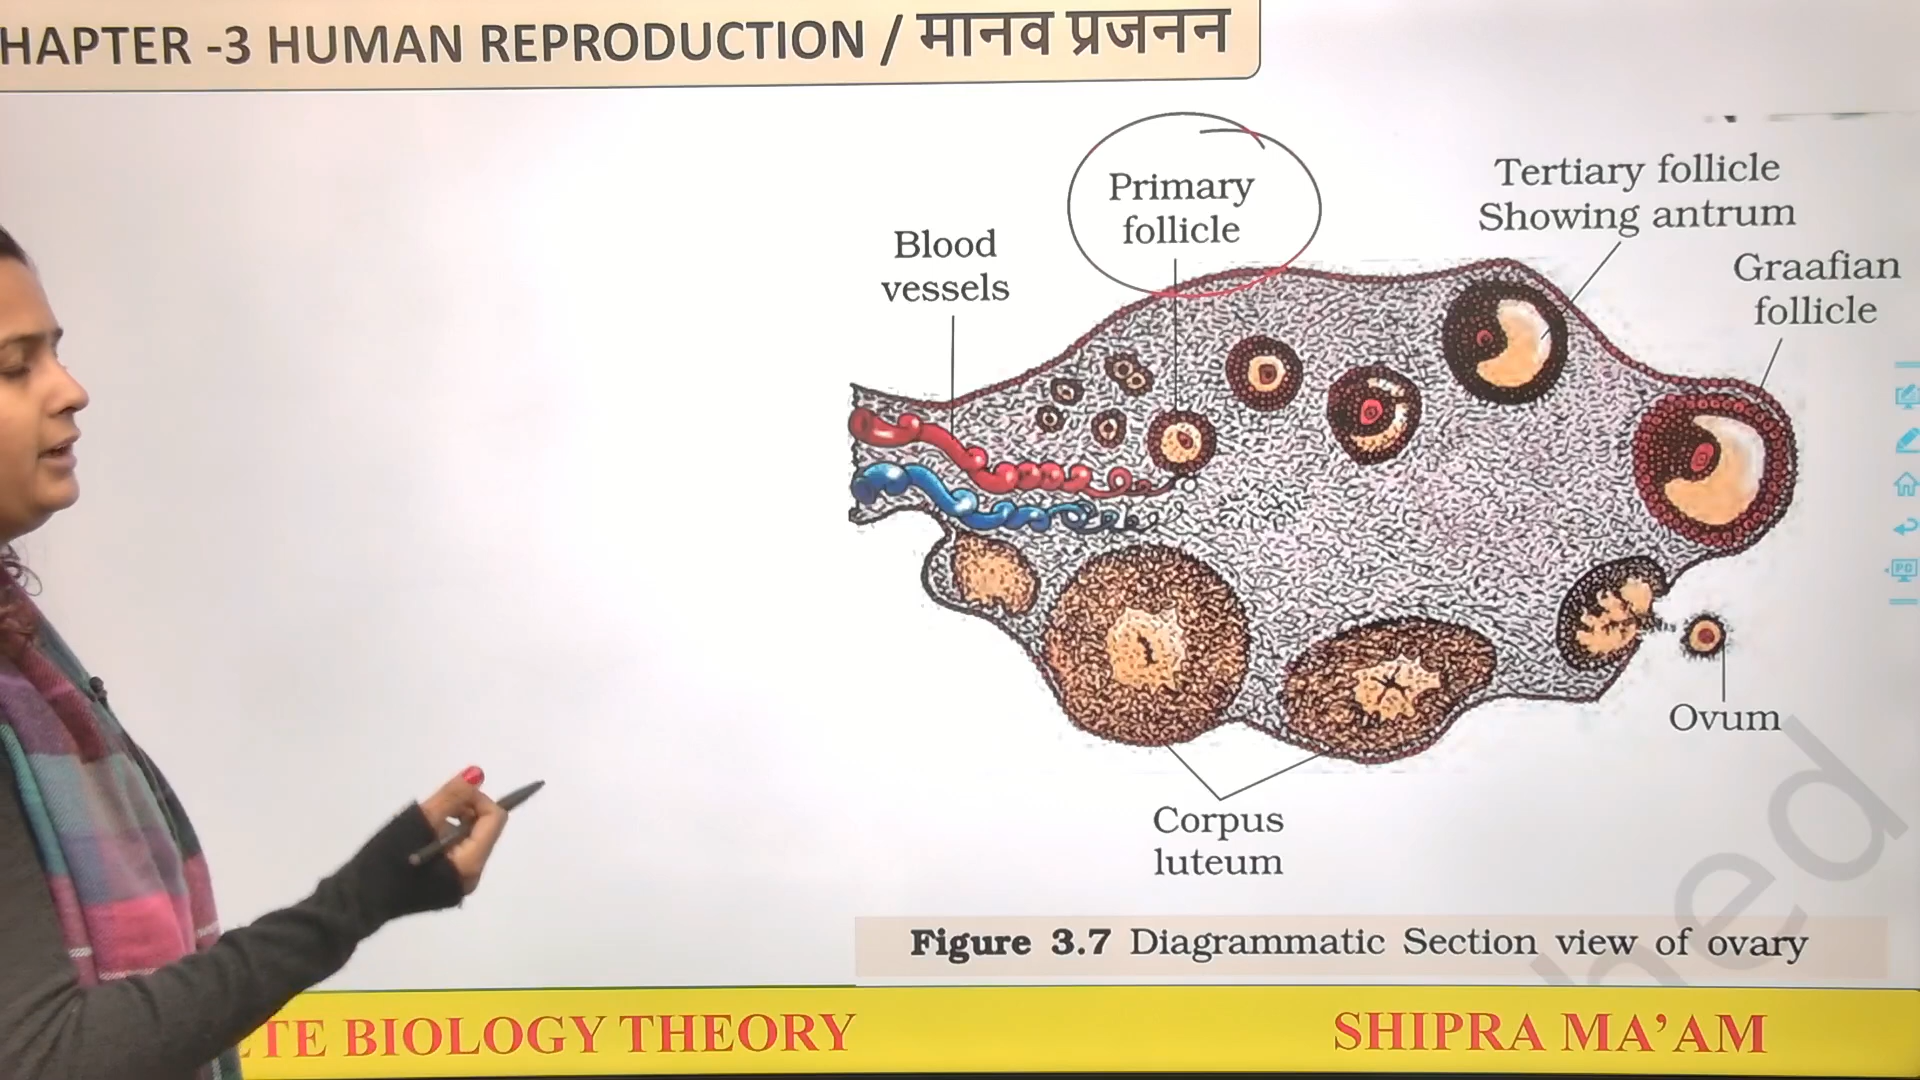 HAPTER -3 HUMAN REPRODUCTION / मानव प्रजनन
Primary
follicle
Tertiary follicle
Showing antrum
Blood
vessels
Graafian
follicle
Ovum
Corpus
luteum
Figure 3.7 Diagrammatic Section view of ovary
hed
TE BIOLOGY THEORY
SHIPRA MA’AM